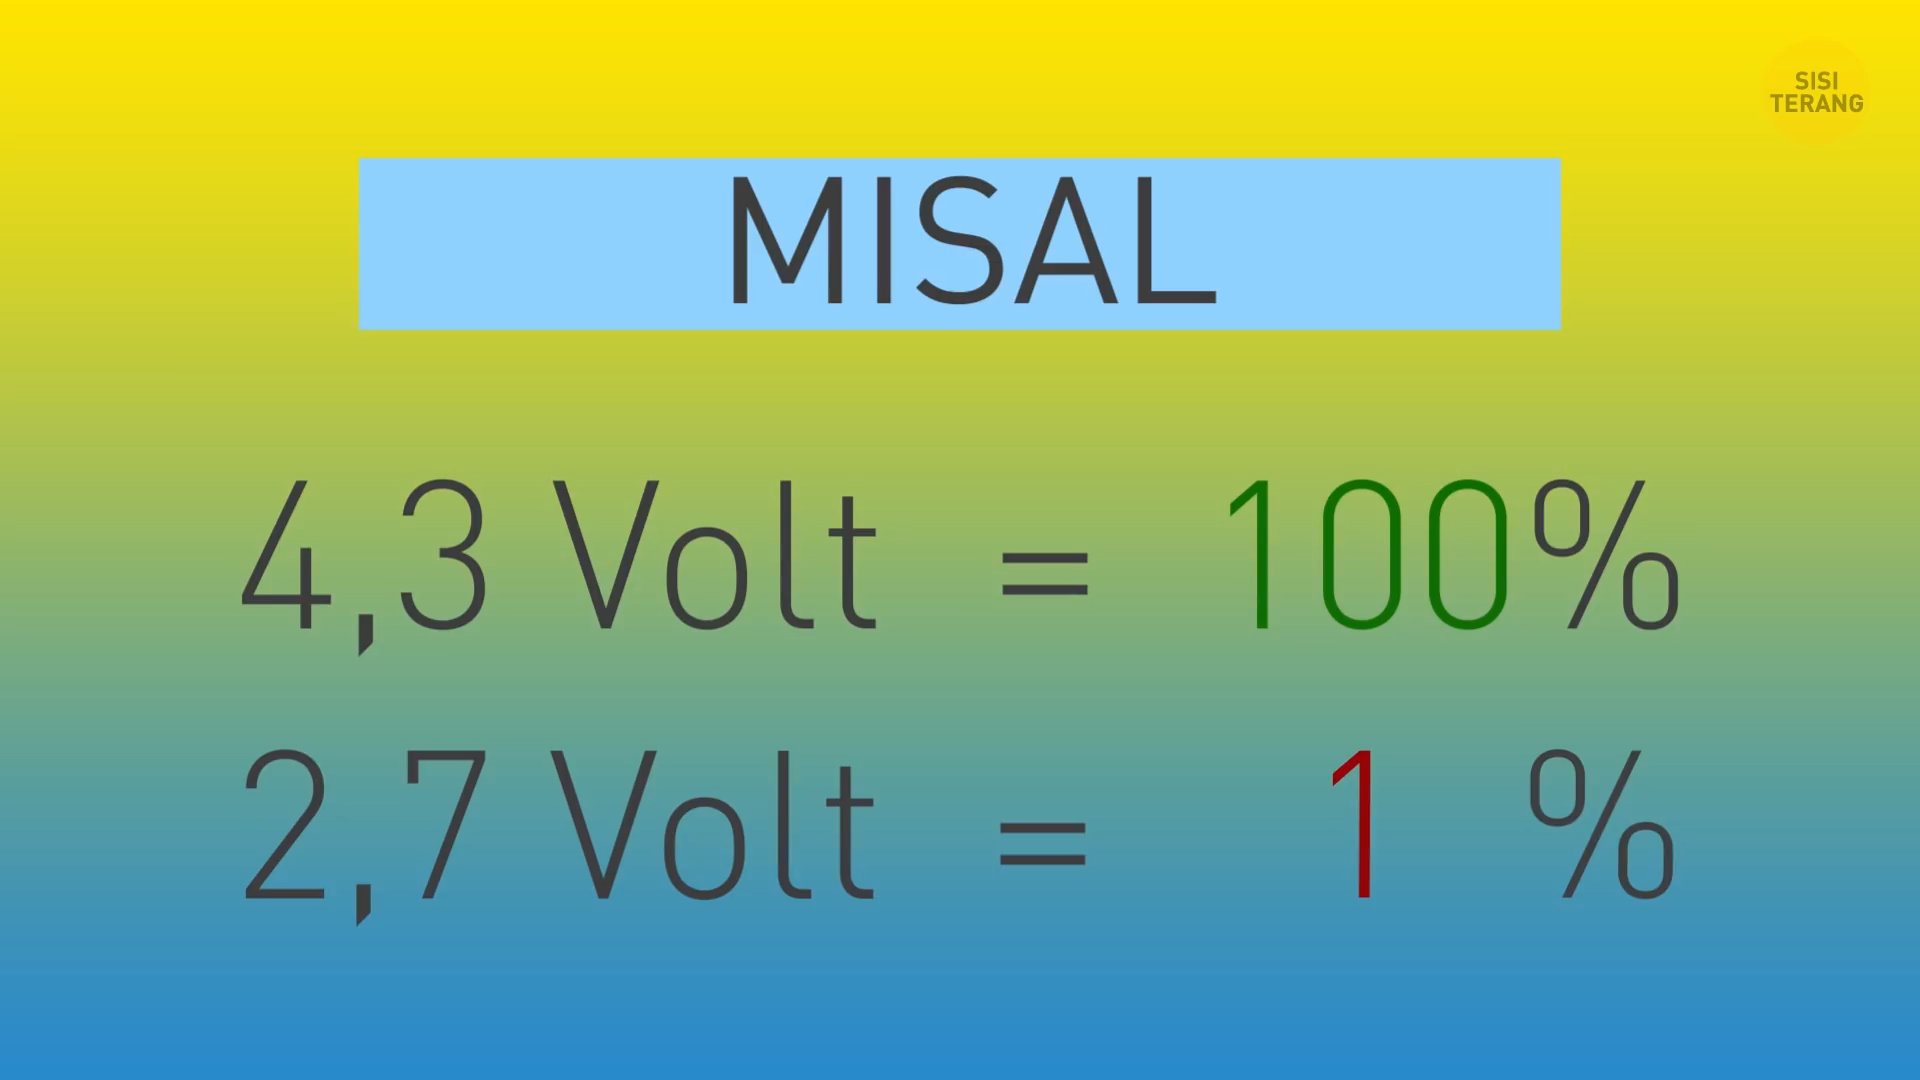 SISI
TERANG
MISAL
4,3 Volt = 100%
2,7 Volt = 1 %